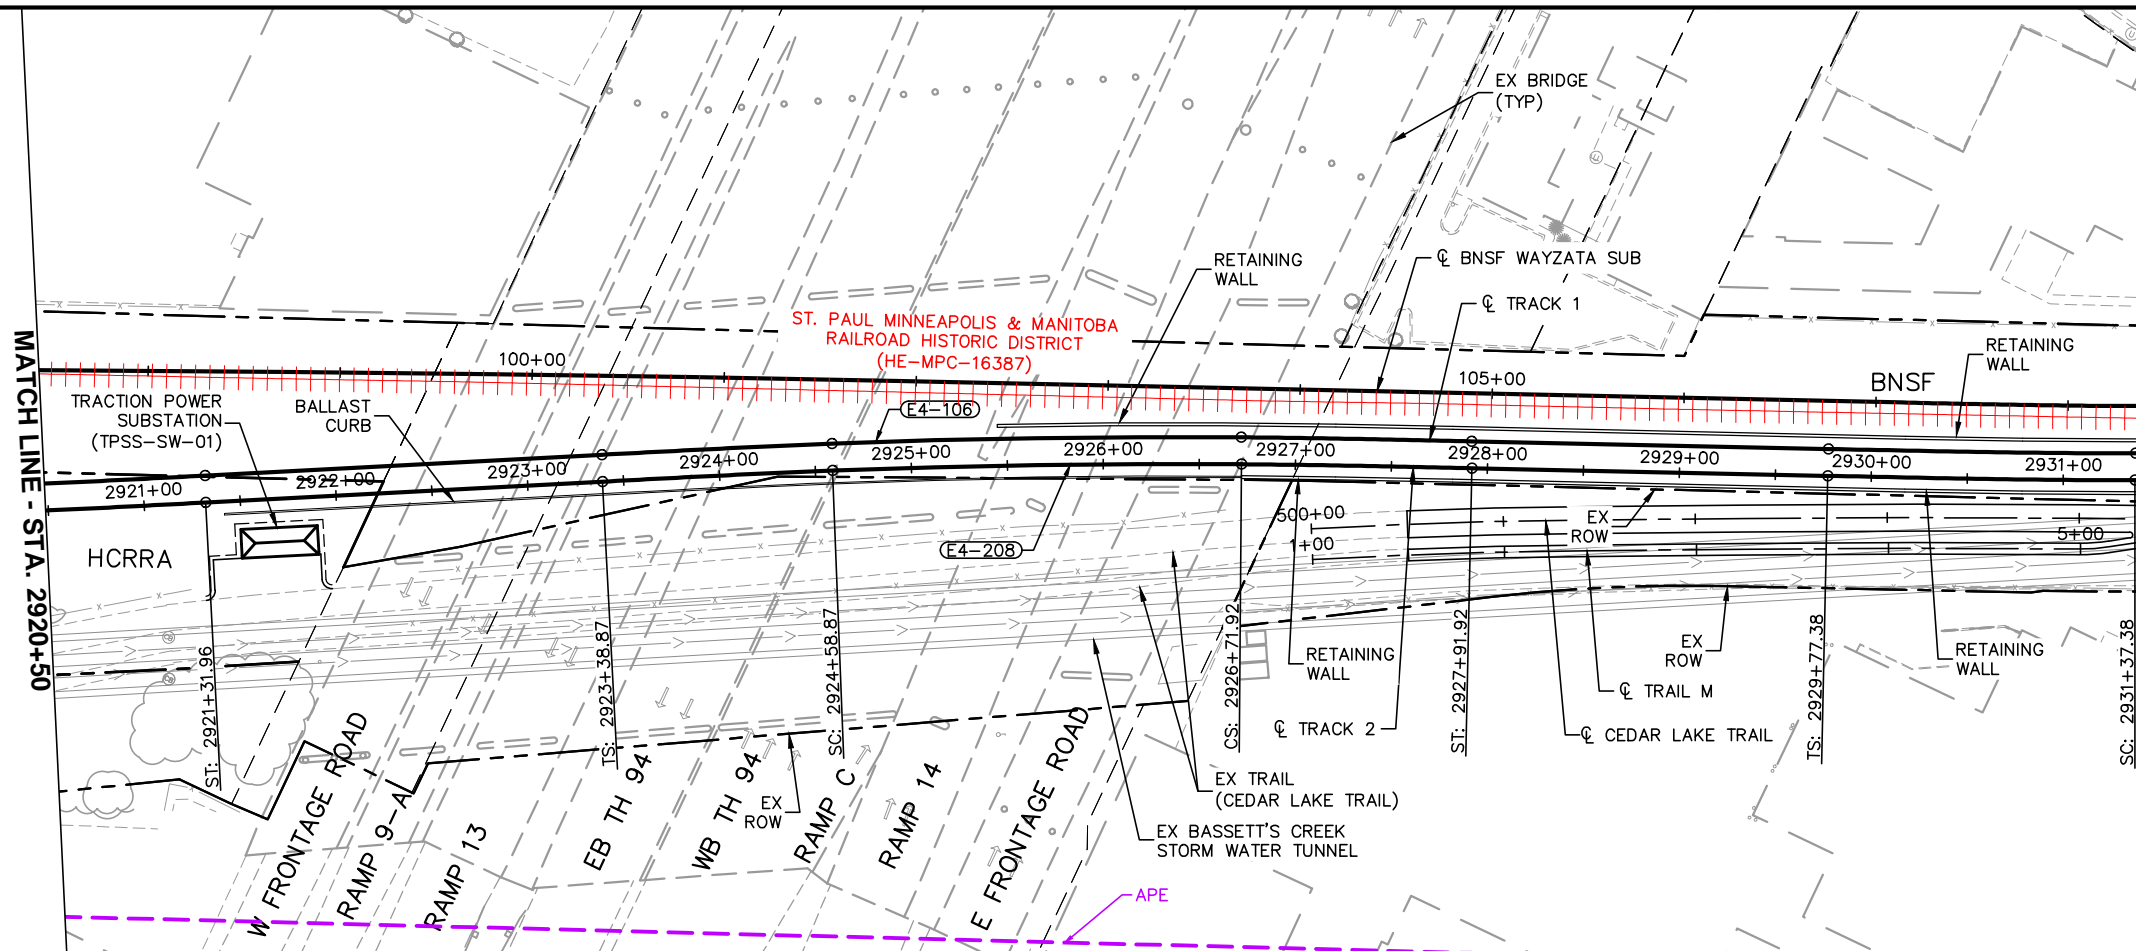 EX BRIDGE
(TYP)
RETAINING
WALL
℄ BNSF WAYZATA SUB
℄ TRACK 1
ST. PAUL MINNEAPOLIS & MANITOBA
RAILROAD HISTORIC DISTRICT
(HE-MPC-16387)
RETAINING
WALL
BNSF
100+00
105+00
MATCH LINE - STA. 2920+50
TRACTION POWER
SUBSTATION
(TPSS-SW-01)
BALLAST
CURB
E4-106
2921+00
2922+00
2923+00
2924+00
2925+00
2926+00
2927+00
2928+00
2929+00
2930+00
2931+00
HCRRA
E4-208
500+00
1+00
EX
ROW
5+00
ST: 2921+31.96
TS: 2923+38.87
SC: 2924+58.87
CS: 2926+71.92
ST: 2927+91.92
TS: 2929+77.38
SC: 2931+37.38
RETAINING
WALL
EX
ROW
RETAINING
WALL
℄ TRAIL M
℄ TRACK 2
℄ CEDAR LAKE TRAIL
EX TRAIL
(CEDAR LAKE TRAIL)
EX
ROW
EX BASSETT'S CREEK
STORM WATER TUNNEL
W FRONTAGE ROAD
RAMP 9-A
RAMP 13
EB TH 94
WB TH 94
RAMP C
RAMP 14
E FRONTAGE ROAD
APE